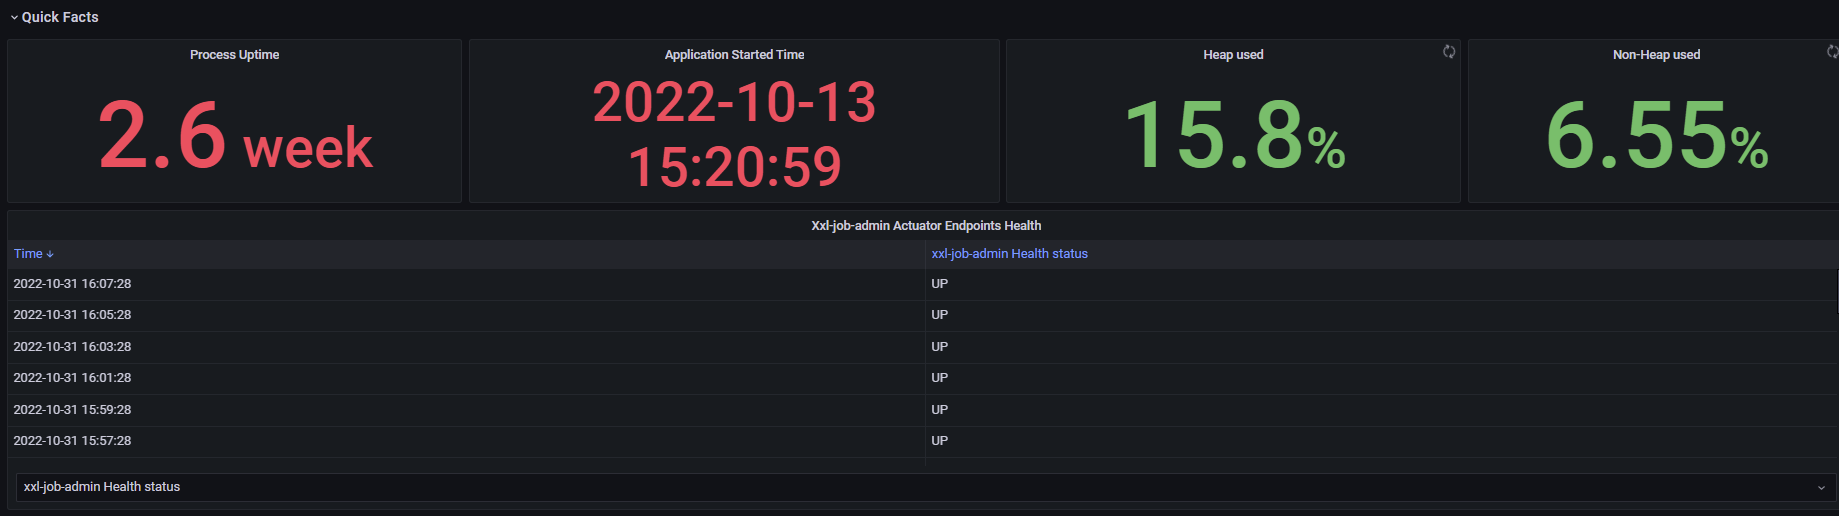 Quick Facts
Process Uptime
2.6 week
Application Started Time
2022-10-13
15:20:59
Heap used
15.8%
Non-Heap used
6.55%
Xxl-job-admin Actuator Endpoints Health
Time xxl-job-admin Health status
2022-10-31 16:07:28 UP
2022-10-31 16:05:28 UP
2022-10-31 16:03:28 UP
2022-10-31 16:01:28 UP
2022-10-31 15:59:28 UP
2022-10-31 15:57:28 UP
xxl-job-admin Health status